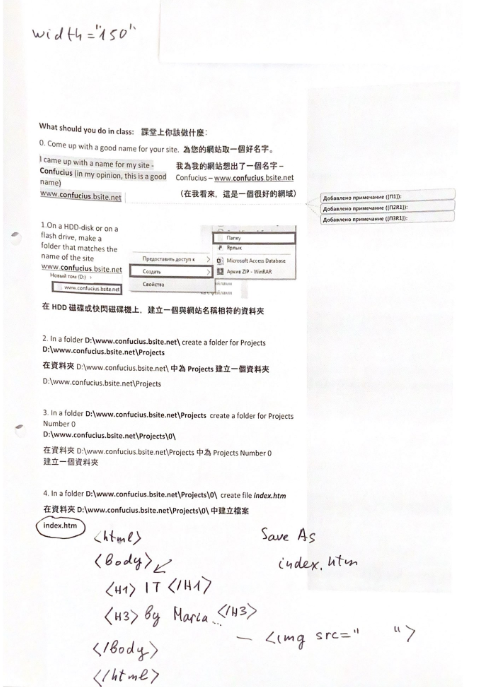 width="150"
What should you do in class: 課堂上你該做什麼:
0. Come up with a good name for your site. 為您的網站取一個好名字。
I came up with a name for my site -
Confucius (in my opinion, this is a good
name)
www.confucius.bsite.net
我為我的網站想出了一個名字 –
Confucius – www.confucius.bsite.net
(在我看來，這是一個很好的網域)
Добавлено примечание ([П1]):
Добавлено примечание ([П2R1]):
Добавлено примечание ([П3R1]):
1 On a HDD-disk or on a
flash drive, make a
folder that matches the
name of the site
www.confucius.bsite.net
Новый том (D:)
www.confucius.bsite.net
Предоставить доступ к
Создать
Свойства
Папку
Ярлык
Microsoft Access Database
Архив ZIP - WinRAR
在 HDD 磁碟或快閃磁碟機上，建立一個與網站名稱相符的資料夾
2. In a folder D:\www.confucius.bsite.net\ create a folder for Projects
D:\www.confucius.bsite.net\Projects
在資料夾 D:\www.confucius.bsite.net\ 中為 Projects 建立一個資料夾
D:\www.confucius.bsite.net\Projects
3. In a folder D:\www.confucius.bsite.net\Projects create a folder for Projects
Number 0
D:\www.confucius.bsite.net\Projects\0\
在資料夾 D:\www.confucius.bsite.net\Projects 中為 Projects Number 0
建立一個資料夾
4. In a folder D:\www.confucius.bsite.net\Projects\0\ create file index.htm
在資料夾 D:\www.confucius.bsite.net\Projects\0\ 中建立檔案
index.htm
<html>
Save As
<Body>
index.htm
<H1> IT </H1>
<H3> By Maria... </H3>
— <img src=" ">
</Body>
</html>